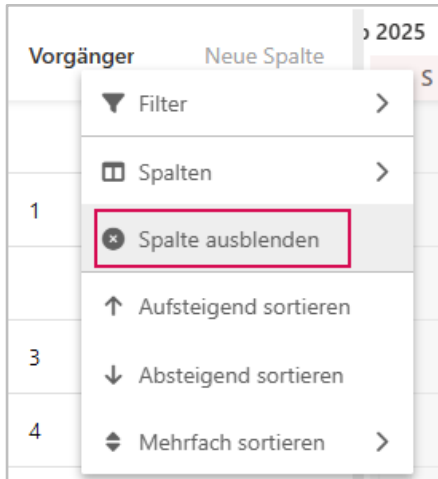 ɔ 2025
Vorgänger Neue Spalte
S
Filter
Spalten
1
Spalte ausblenden
Aufsteigend sortieren
3
Absteigend sortieren
4
Mehrfach sortieren